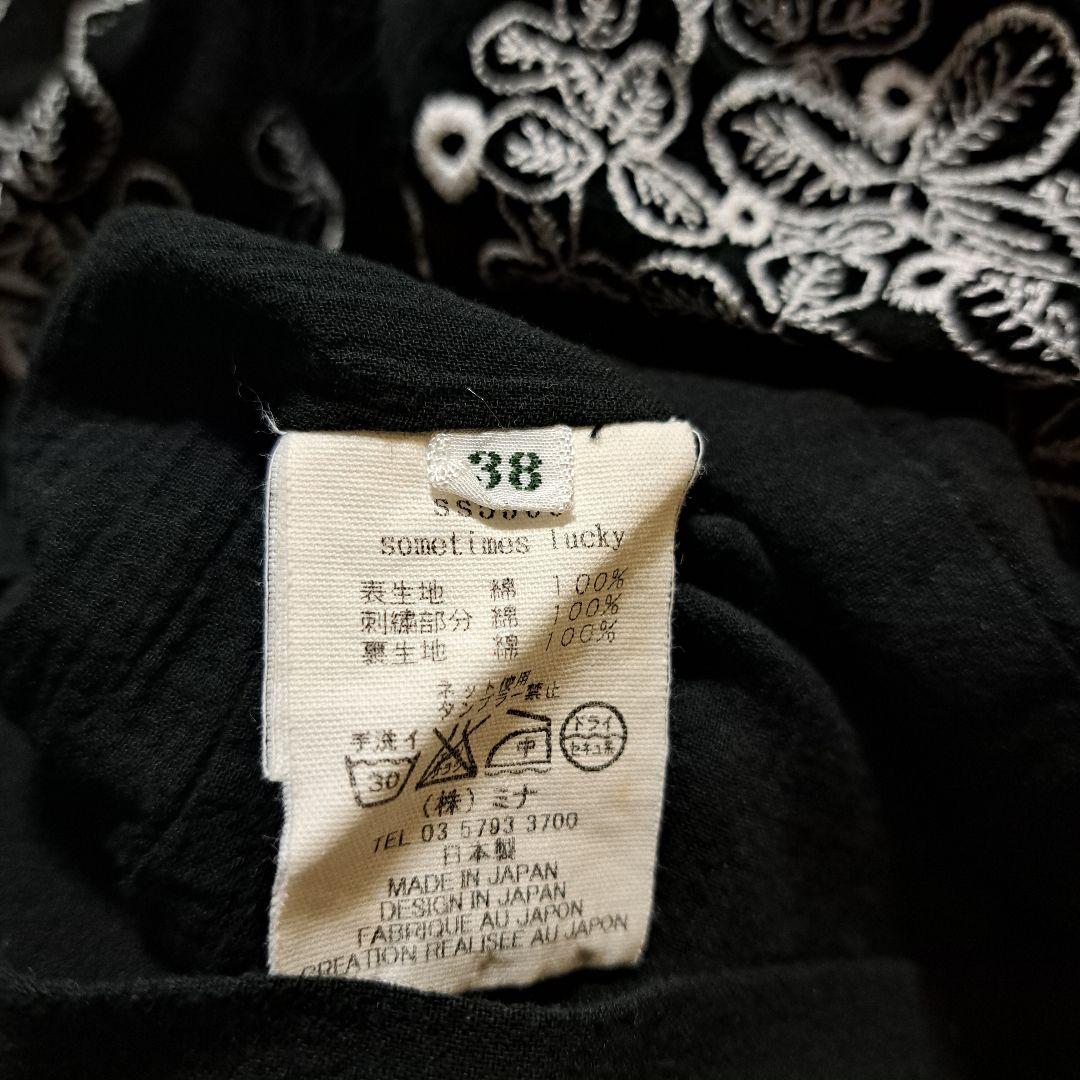 38
sometimes lucky
表生地 綿 100%
刺繍部分 綿 100%
裏生地 綿 100%
ネット使用
タンブラー禁止
手洗イ 30 中 ドライ セキユ系
(株)ミナ
TEL 03 5793 3700
日本製
MADE IN JAPAN
DESIGN IN JAPAN
FABRIQUE AU JAPON
CREATION REALISEE AU JAPON